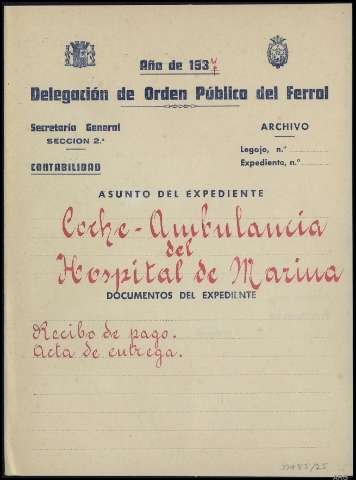 Año de 1937
Delegación de Orden Público del Ferrol
Secretaría General
SECCION 2.ª
CONTABILIDAD
ARCHIVO
Legajo, n.º
Expediente, n.º
ASUNTO DEL EXPEDIENTE
Coche-Ambulancia
del
Hospital de Marina
DOCUMENTOS DEL EXPEDIENTE
Recibo de pago.
Acta de entrega.